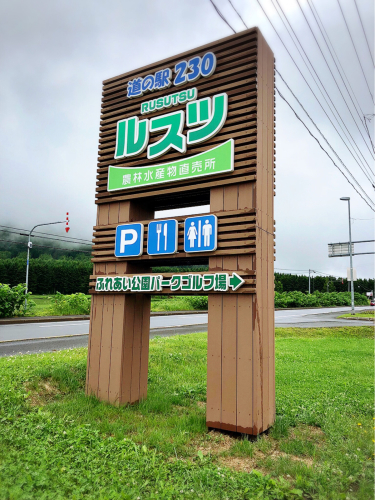 道の駅 230
RUSUTSU
ルスツ
農林水産物直売所
P
ふれあい公園パークゴルフ場→